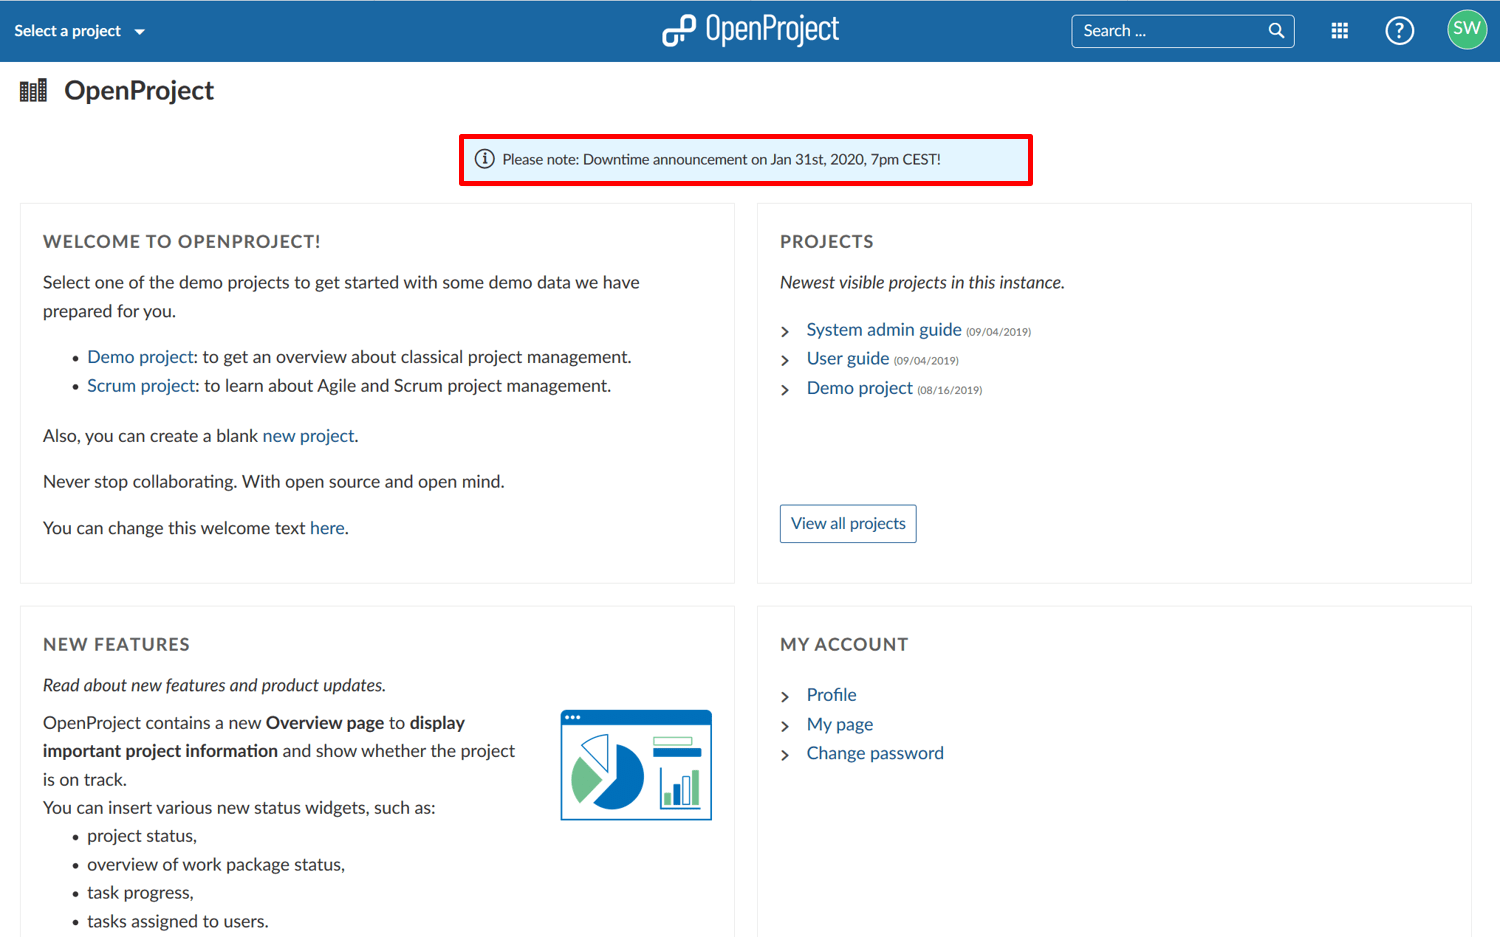 Select a project
OpenProject
Search ...
?
SW
OpenProject
Please note: Downtime announcement on Jan 31st, 2020, 7pm CEST!
WELCOME TO OPENPROJECT!
Select one of the demo projects to get started with some demo data we have
prepared for you.
• Demo project: to get an overview about classical project management.
• Scrum project: to learn about Agile and Scrum project management.
Also, you can create a blank new project.
Never stop collaborating. With open source and open mind.
You can change this welcome text here.
PROJECTS
Newest visible projects in this instance.
System admin guide (09/04/2019)
User guide (09/04/2019)
Demo project (08/16/2019)
View all projects
NEW FEATURES
Read about new features and product updates.
OpenProject contains a new Overview page to display
important project information and show whether the project
is on track.
You can insert various new status widgets, such as:
• project status,
• overview of work package status,
• task progress,
• tasks assigned to users.
MY ACCOUNT
Profile
My page
Change password